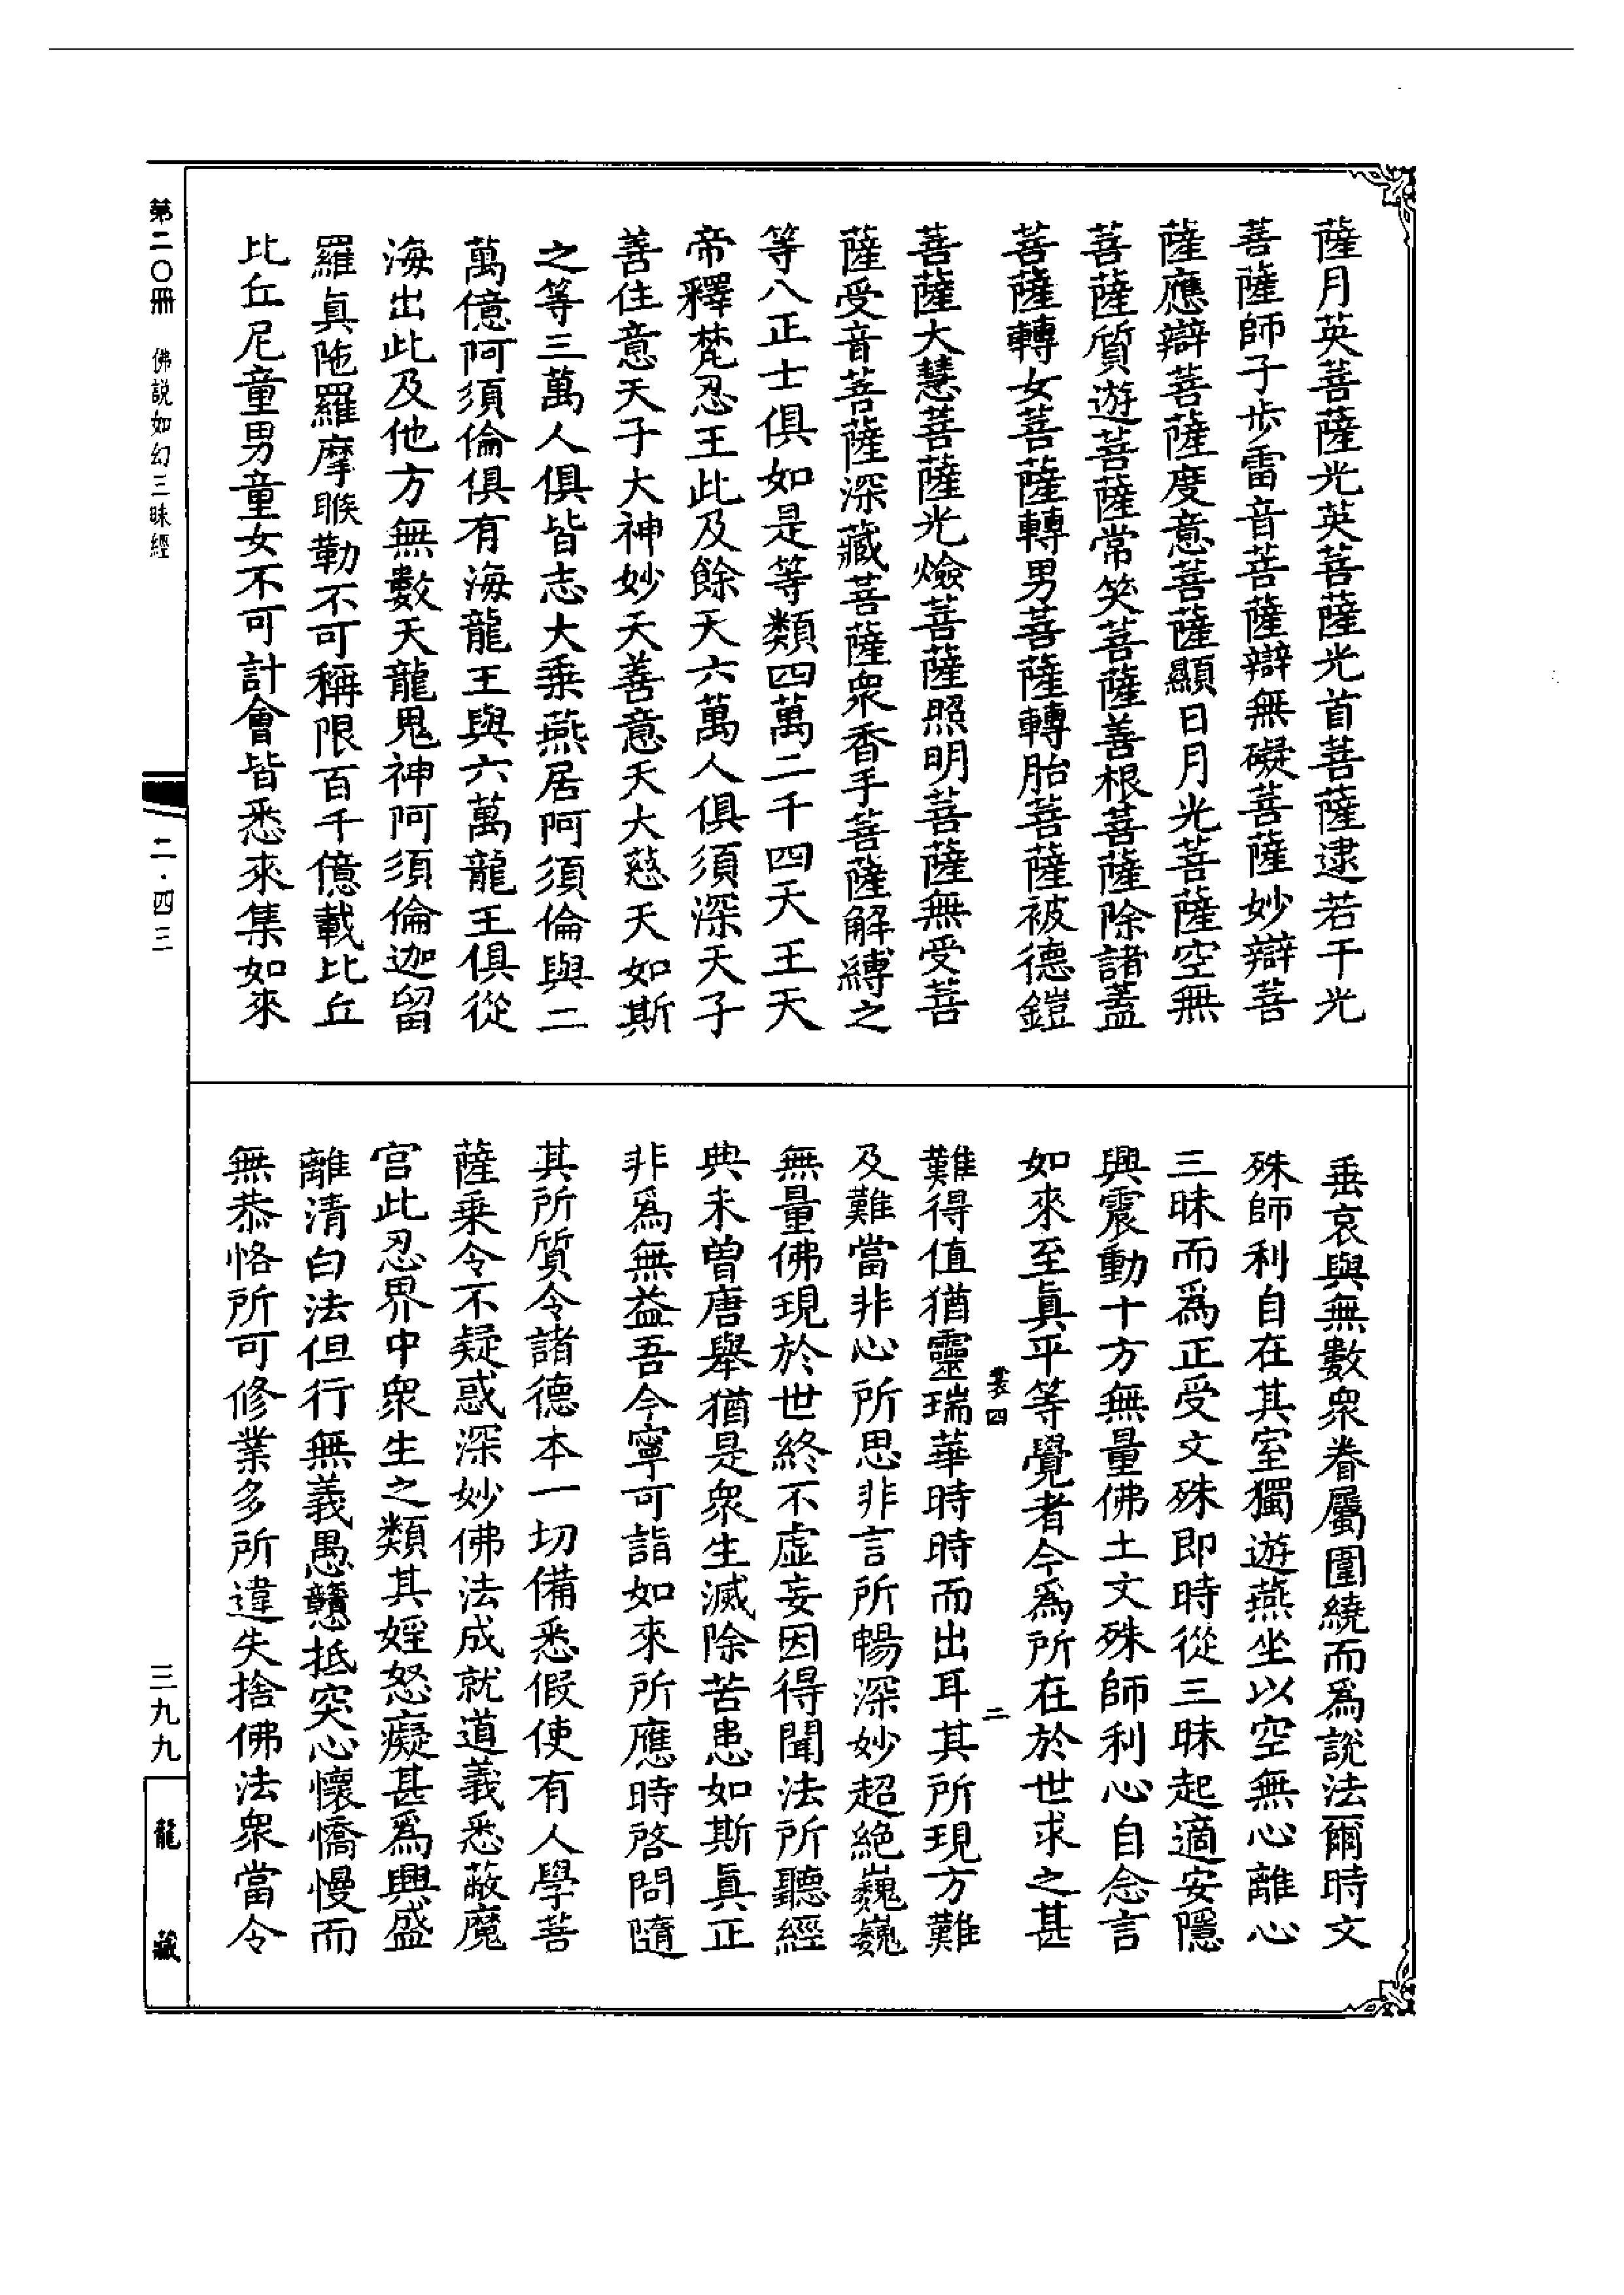 薩月英菩薩光英菩薩光首菩薩逮若干光
菩薩師子步雷音菩薩辯無礙菩薩妙辯菩
薩應辯菩薩度意菩薩顯日月光菩薩空無
菩薩質遊菩薩常笑菩薩善根菩薩除諸蓋
菩薩轉女菩薩轉男菩薩轉胎菩薩被德鎧
菩薩大慧菩薩光燄菩薩照明菩薩無受菩
薩受音菩薩深藏菩薩衆香手菩薩解縛之
等八正士俱如是等類四萬二千四天王天
帝釋梵忍王此及餘天六萬人俱須深天子
善住意天子大神妙天善意天大慈天如斯
之等三萬人俱皆志大乘燕居阿須倫與二
萬億阿須倫俱有海龍王與六萬龍王俱從
海出此及他方無數天龍鬼神阿須倫迦留
羅真陁羅摩睺勒不可稱限百千億載比丘
比丘尼童男童女不可計會皆悉來集如來
垂哀與無數衆眷屬圍繞而爲說法爾時文
殊師利自在其室獨遊燕坐以空無心離心
三昧而爲正受文殊即時從三昧起適安隱
興震動十方無量佛土文殊師利心自念言
如來至真平等覺者今爲所在於世求之甚
裳四 二
難得值猶靈瑞華時時而出耳其所現方難
及難當非心所思非言所暢深妙超絕巍巍
無量佛現於世終不虛妄因得聞法所聽經
典未曾唐舉猶是衆生滅除苦患如斯真正
非爲無益吾今寧可詣如來所應時啓問隨
其所質令諸德本一切備悉假使有人學菩
薩乘令不疑惑深妙佛法成就道義悉蔽魔
宮此忍界中衆生之類其婬怒癡甚爲興盛
離清白法但行無義愚戇抵突心懷憍慢而
無恭恪所可修業多所違失捨佛法衆當令
第二〇冊 佛説如幻三昧經
二·四三
三九九
龍藏